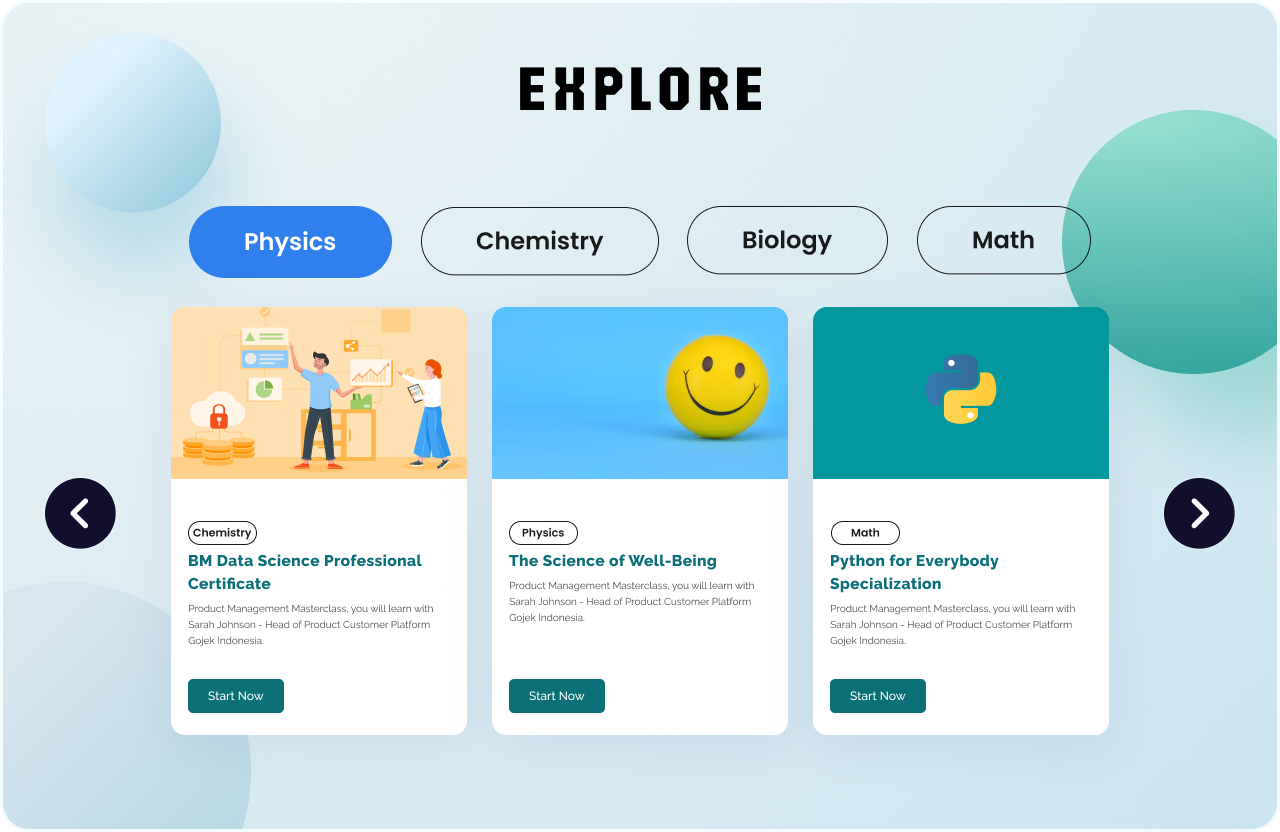 EXPLORE
Physics
Chemistry
Biology
Math
Chemistry
BM Data Science Professional
Certificate
Product Management Masterclass, you will learn with
Sarah Johnson - Head of Product Customer Platform
Gojek Indonesia.
Start Now
Physics
The Science of Well-Being
Product Management Masterclass, you will learn with
Sarah Johnson - Head of Product Customer Platform
Gojek Indonesia.
Start Now
Math
Python for Everybody
Specialization
Product Management Masterclass, you will learn with
Sarah Johnson - Head of Product Customer Platform
Gojek Indonesia.
Start Now